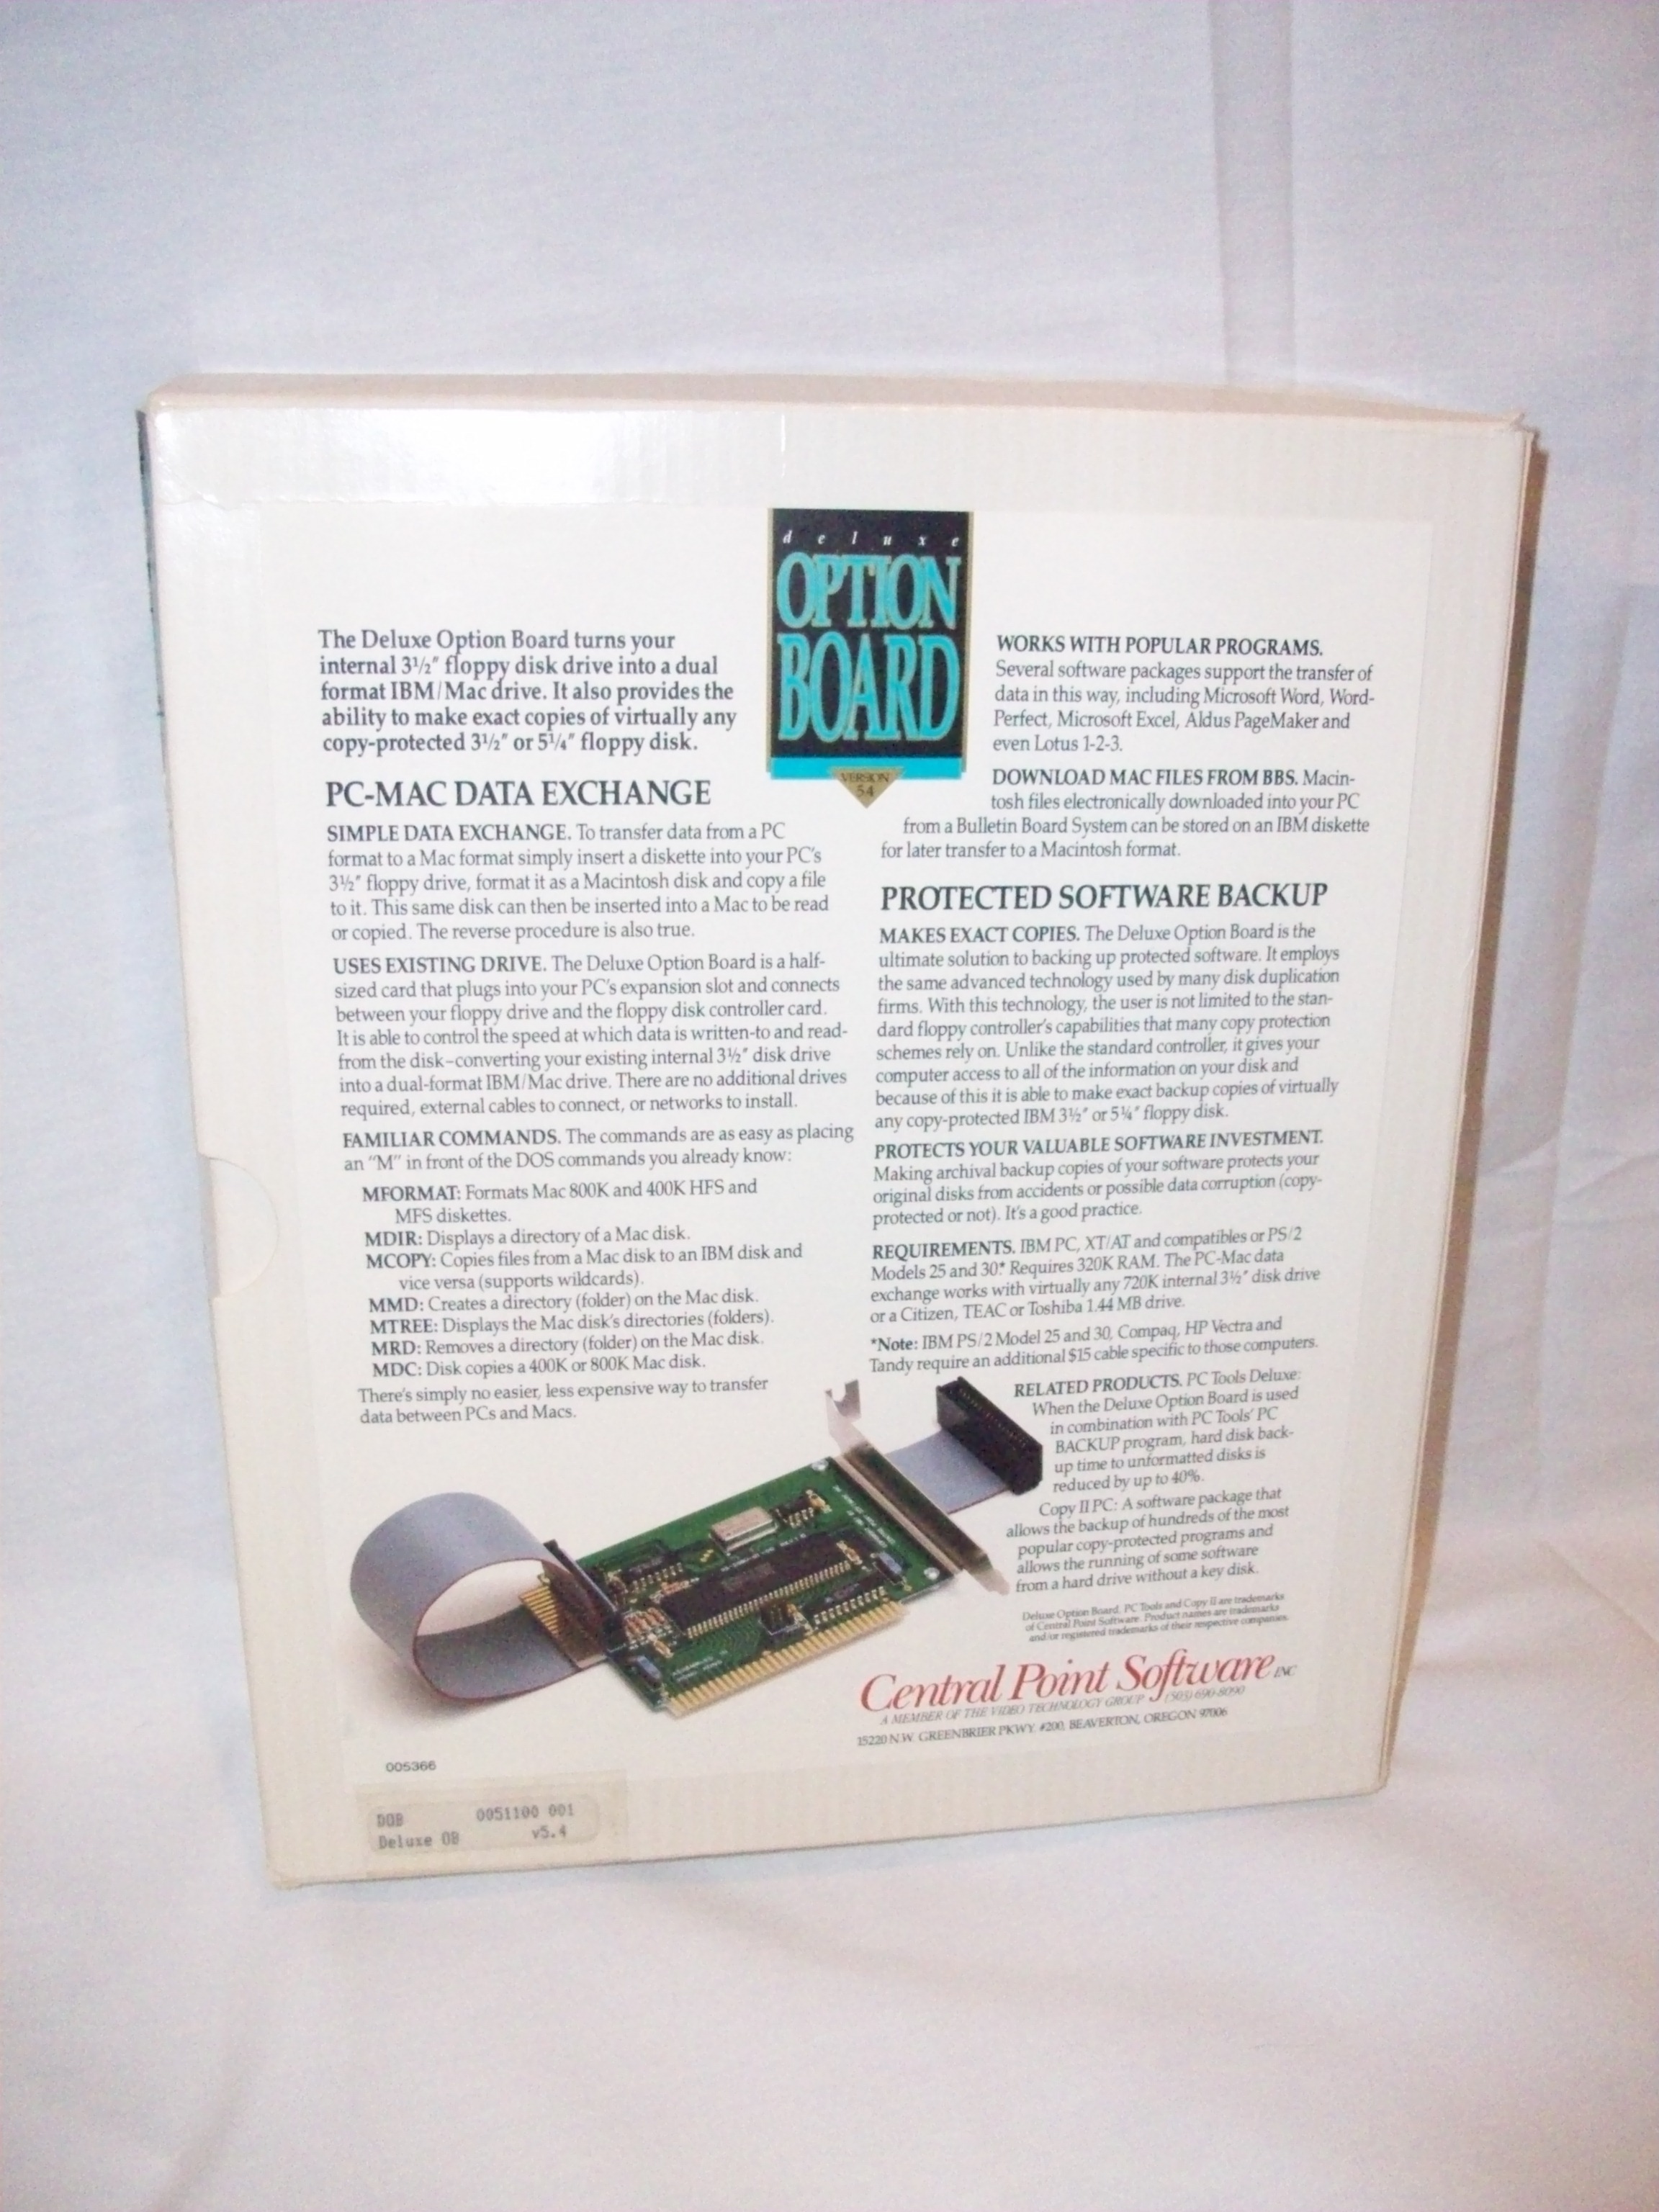 deluxe
OPTION
BOARD
VERSION
5.4
The Deluxe Option Board turns your
internal 3½" floppy disk drive into a dual
format IBM/Mac drive. It also provides the
ability to make exact copies of virtually any
copy-protected 3½" or 5¼" floppy disk.
PC-MAC DATA EXCHANGE
SIMPLE DATA EXCHANGE. To transfer data from a PC
format to a Mac format simply insert a diskette into your PC's
3½" floppy drive, format it as a Macintosh disk and copy a file
to it. This same disk can then be inserted into a Mac to be read
or copied. The reverse procedure is also true.
USES EXISTING DRIVE. The Deluxe Option Board is a half-
sized card that plugs into your PC's expansion slot and connects
between your floppy drive and the floppy disk controller card.
It is able to control the speed at which data is written-to and read-
from the disk–converting your existing internal 3½" disk drive
into a dual-format IBM/Mac drive. There are no additional drives
required, external cables to connect, or networks to install.
FAMILIAR COMMANDS. The commands are as easy as placing
an "M" in front of the DOS commands you already know:
MFORMAT: Formats Mac 800K and 400K HFS and
MFS diskettes.
MDIR: Displays a directory of a Mac disk.
MCOPY: Copies files from a Mac disk to an IBM disk and
vice versa (supports wildcards).
MMD: Creates a directory (folder) on the Mac disk.
MTREE: Displays the Mac disk's directories (folders).
MRD: Removes a directory (folder) on the Mac disk.
MDC: Disk copies a 400K or 800K Mac disk.
There's simply no easier, less expensive way to transfer
data between PCs and Macs.
WORKS WITH POPULAR PROGRAMS.
Several software packages support the transfer of
data in this way, including Microsoft Word, Word-
Perfect, Microsoft Excel, Aldus PageMaker and
even Lotus 1-2-3.
DOWNLOAD MAC FILES FROM BBS. Macin-
tosh files electronically downloaded into your PC
from a Bulletin Board System can be stored on an IBM diskette
for later transfer to a Macintosh format.
PROTECTED SOFTWARE BACKUP
MAKES EXACT COPIES. The Deluxe Option Board is the
ultimate solution to backing up protected software. It employs
the same advanced technology used by many disk duplication
firms. With this technology, the user is not limited to the stan-
dard floppy controller's capabilities that many copy protection
schemes rely on. Unlike the standard controller, it gives your
computer access to all of the information on your disk and
because of this it is able to make exact backup copies of virtually
any copy-protected IBM 3½" or 5¼" floppy disk.
PROTECTS YOUR VALUABLE SOFTWARE INVESTMENT.
Making archival backup copies of your software protects your
original disks from accidents or possible data corruption (copy-
protected or not). It's a good practice.
REQUIREMENTS. IBM PC, XT/AT and compatibles or PS/2
Models 25 and 30.* Requires 320K RAM. The PC-Mac data
exchange works with virtually any 720K internal 3½" disk drive
or a Citizen, TEAC or Toshiba 1.44 MB drive.
*Note: IBM PS/2 Model 25 and 30, Compaq, HP Vectra and
Tandy require an additional $15 cable specific to those computers.
RELATED PRODUCTS. PC Tools Deluxe:
When the Deluxe Option Board is used
in combination with PC Tools' PC
BACKUP program, hard disk back-
up time to unformatted disks is
reduced by up to 40%.
Copy II PC: A software package that
allows the backup of hundreds of the most
popular copy-protected programs and
allows the running of some software
from a hard drive without a key disk.
Deluxe Option Board, PC Tools and Copy II are trademarks
of Central Point Software. Product names are trademarks
and/or registered trademarks of their respective companies.
Central Point Software INC
A MEMBER OF THE VIDEO TECHNOLOGY GROUP (503) 690-8090
15220 N.W. GREENBRIER PKWY. #200, BEAVERTON, OREGON 97006
005366
DOB 0051100 001
Deluxe OB v5.4